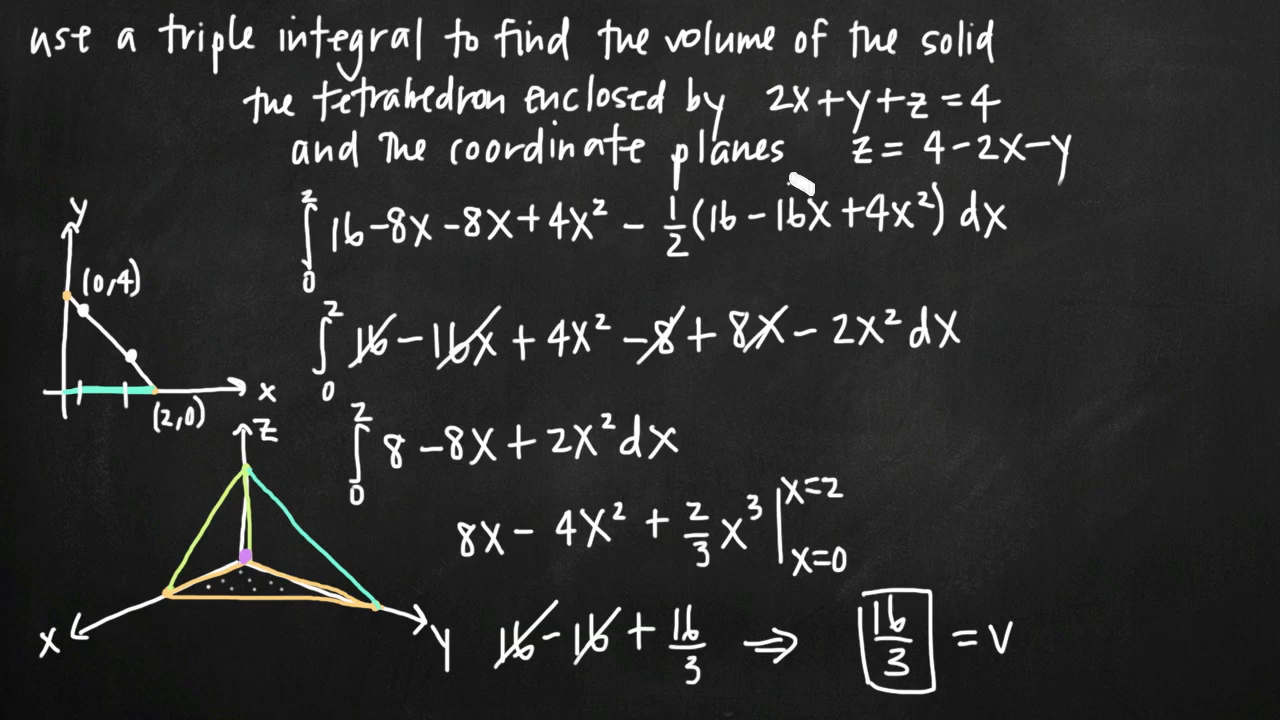 use a triple integral to find the volume of the solid
the tetrahedron enclosed by 2x+y+z=4
and the coordinate planes z=4-2x-y
∫₀² 16-8x-8x+4x² - 1/2(16-16x+4x²) dx
y
(0,4)
x
(2,0)
∫₀² 16-16x+4x²-8+8x-2x² dx
∫₀² 8-8x+2x² dx
z
x
y
8x-4x²+2/3 x³ |x=2 x=0
16-16+16/3 ⇒ 16/3 = V